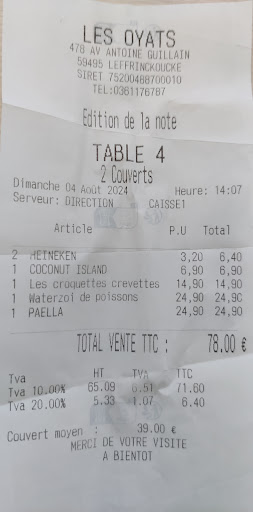 LES OYATS
478 AV ANTOINE GUILLAIN
59495 LEFFRINCKOUCKE
SIRET 75200488700010
TEL:0361176787
Edition de la note
TABLE 4
2 Couverts
Dimanche 04 Août 2024 Heure: 14:07
Serveur: DIRECTION CAISSE1
Article P.U Total
2 HEINEKEN 3,20 6,40
1 COCONUT ISLAND 6,90 6,90
1 Les croquettes crevettes 14,90 14,90
1 Waterzoi de poissons 24,90 24,90
1 PAELLA 24,90 24,90
TOTAL VENTE TTC : 78.00 €
Tva HT TVA TTC
Tva 10.00% 65.09 6.51 71.60
Tva 20.00% 5.33 1.07 6.40
Couvert moyen : 39.00 €
MERCI DE VOTRE VISITE
A BIENTOT